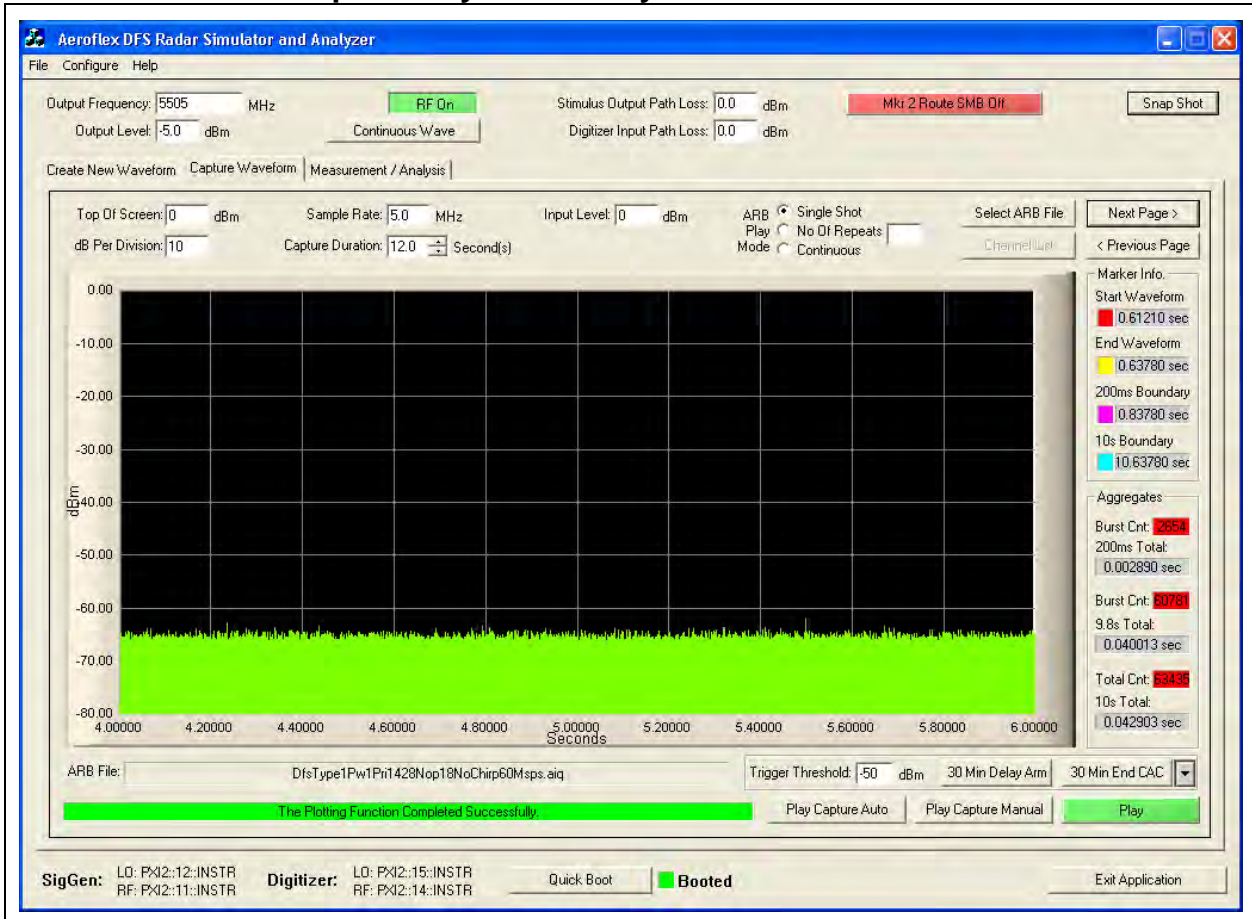 Aeroflex DFS Radar Simulator and Analyzer
File Configure Help
Output Frequency: 5505 MHz
RF On
Stimulus Output Path Loss: 0.0 dBm
Mkr 2 Route SMB Off
Snap Shot
Output Level: -5.0 dBm
Continuous Wave
Digitizer Input Path Loss: 0.0 dBm
Create New Waveform Capture Waveform Measurement / Analysis
Top Of Screen: 0 dBm
Sample Rate: 5.0 MHz
Input Level: 0 dBm
ARB Play Mode
Single Shot
No Of Repeats
Continuous
Select ARB File
Next Page >
dB Per Division: 10
Capture Duration: 12.0 Second(s)
Channel List
< Previous Page
Marker Info.
Start Waveform
0.61210 sec
End Waveform
0.63780 sec
200ms Boundary
0.83780 sec
10s Boundary
10.63780 sec
Aggregates
Burst Cnt: 2654
200ms Total:
0.002890 sec
Burst Cnt: 60781
9.8s Total:
0.040013 sec
Total Cnt: 63435
10s Total:
0.042903 sec
0.00
-10.00
-20.00
-30.00
-40.00
-50.00
-60.00
-70.00
-80.00
dBm
4.00000 4.20000 4.40000 4.60000 4.80000 5.00000 5.20000 5.40000 5.60000 5.80000 6.00000
Seconds
ARB File: DfsType1Pw1Pri1428Nop18NoChirp60Msps.aiq
Trigger Threshold: -50 dBm
30 Min Delay Arm
30 Min End CAC
The Plotting Function Completed Successfully.
Play Capture Auto
Play Capture Manual
Play
SigGen: LO: PXI2::12::INSTR
RF: PXI2::11::INSTR
Digitizer: LO: PXI2::15::INSTR
RF: PXI2::14::INSTR
Quick Boot
Booted
Exit Application